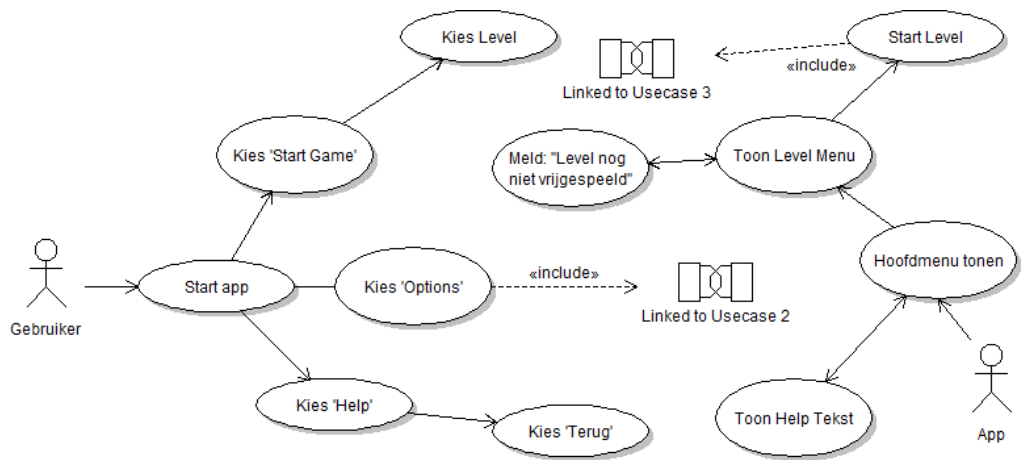 Kies Level
Start Level
«include»
Linked to Usecase 3
Kies 'Start Game'
Meld: "Level nog
niet vrijgespeeld"
Toon Level Menu
Hoofdmenu tonen
Start app
Kies 'Options'
«include»
Linked to Usecase 2
Gebruiker
Kies 'Help'
Kies 'Terug'
Toon Help Tekst
App